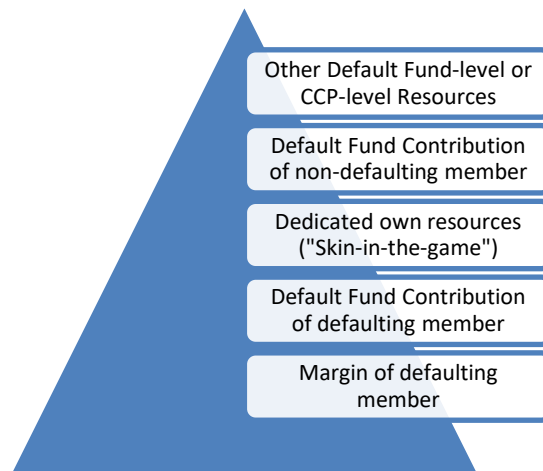 Other Default Fund-level or
CCP-level Resources
Default Fund Contribution
of non-defaulting member
Dedicated own resources
("Skin-in-the-game")
Default Fund Contribution
of defaulting member
Margin of defaulting
member